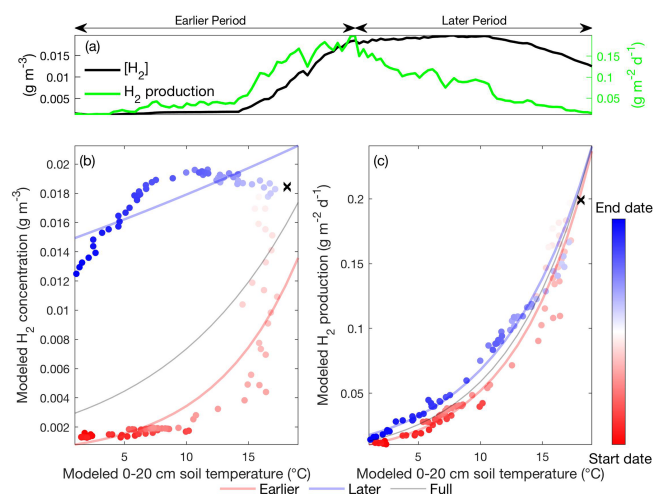 Earlier Period Later Period
(a)
[H₂]
H₂ production
(g m⁻³)
0.015
0.01
0.005
0.15
0.1
0.05
(g m⁻² d⁻¹)
(b)
Modeled H₂ concentration (g m⁻³)
0.02
0.018
0.016
0.014
0.012
0.01
0.008
0.006
0.004
0.002
5 10 15
Modeled 0-20 cm soil temperature (°C)
(c)
Modeled H₂ production (g m⁻² d⁻¹)
0.2
0.15
0.1
0.05
5 10 15
Modeled 0-20 cm soil temperature (°C)
End date
Start date
Earlier Later Full